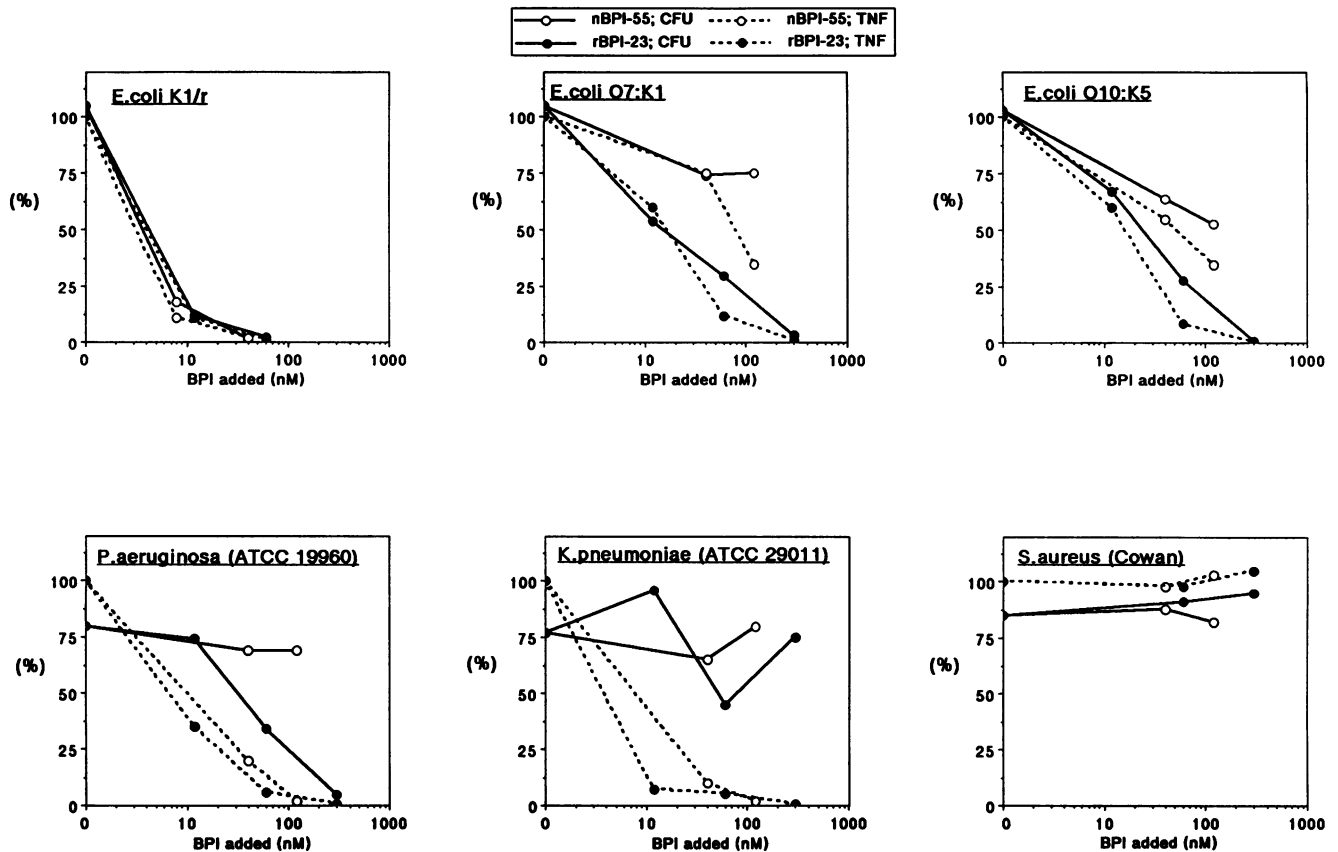 nBPI-55; CFU nBPI-55; TNF
rBPI-23; CFU rBPI-23; TNF
E.coli K1/r
100
75
(%)
50
25
0
0 10 100 1000
BPI added (nM)
E.coli O7:K1
100
75
(%)
50
25
0
0 10 100 1000
BPI added (nM)
E.coli O10:K5
100
75
(%)
50
25
0
0 10 100 1000
BPI added (nM)
P.aeruginosa (ATCC 19960)
100
75
(%)
50
25
0
0 10 100 1000
BPI added (nM)
K.pneumoniae (ATCC 29011)
100
75
(%)
50
25
0
0 10 100 1000
BPI added (nM)
S.aureus (Cowan)
100
75
(%)
50
25
0
0 10 100 1000
BPI added (nM)